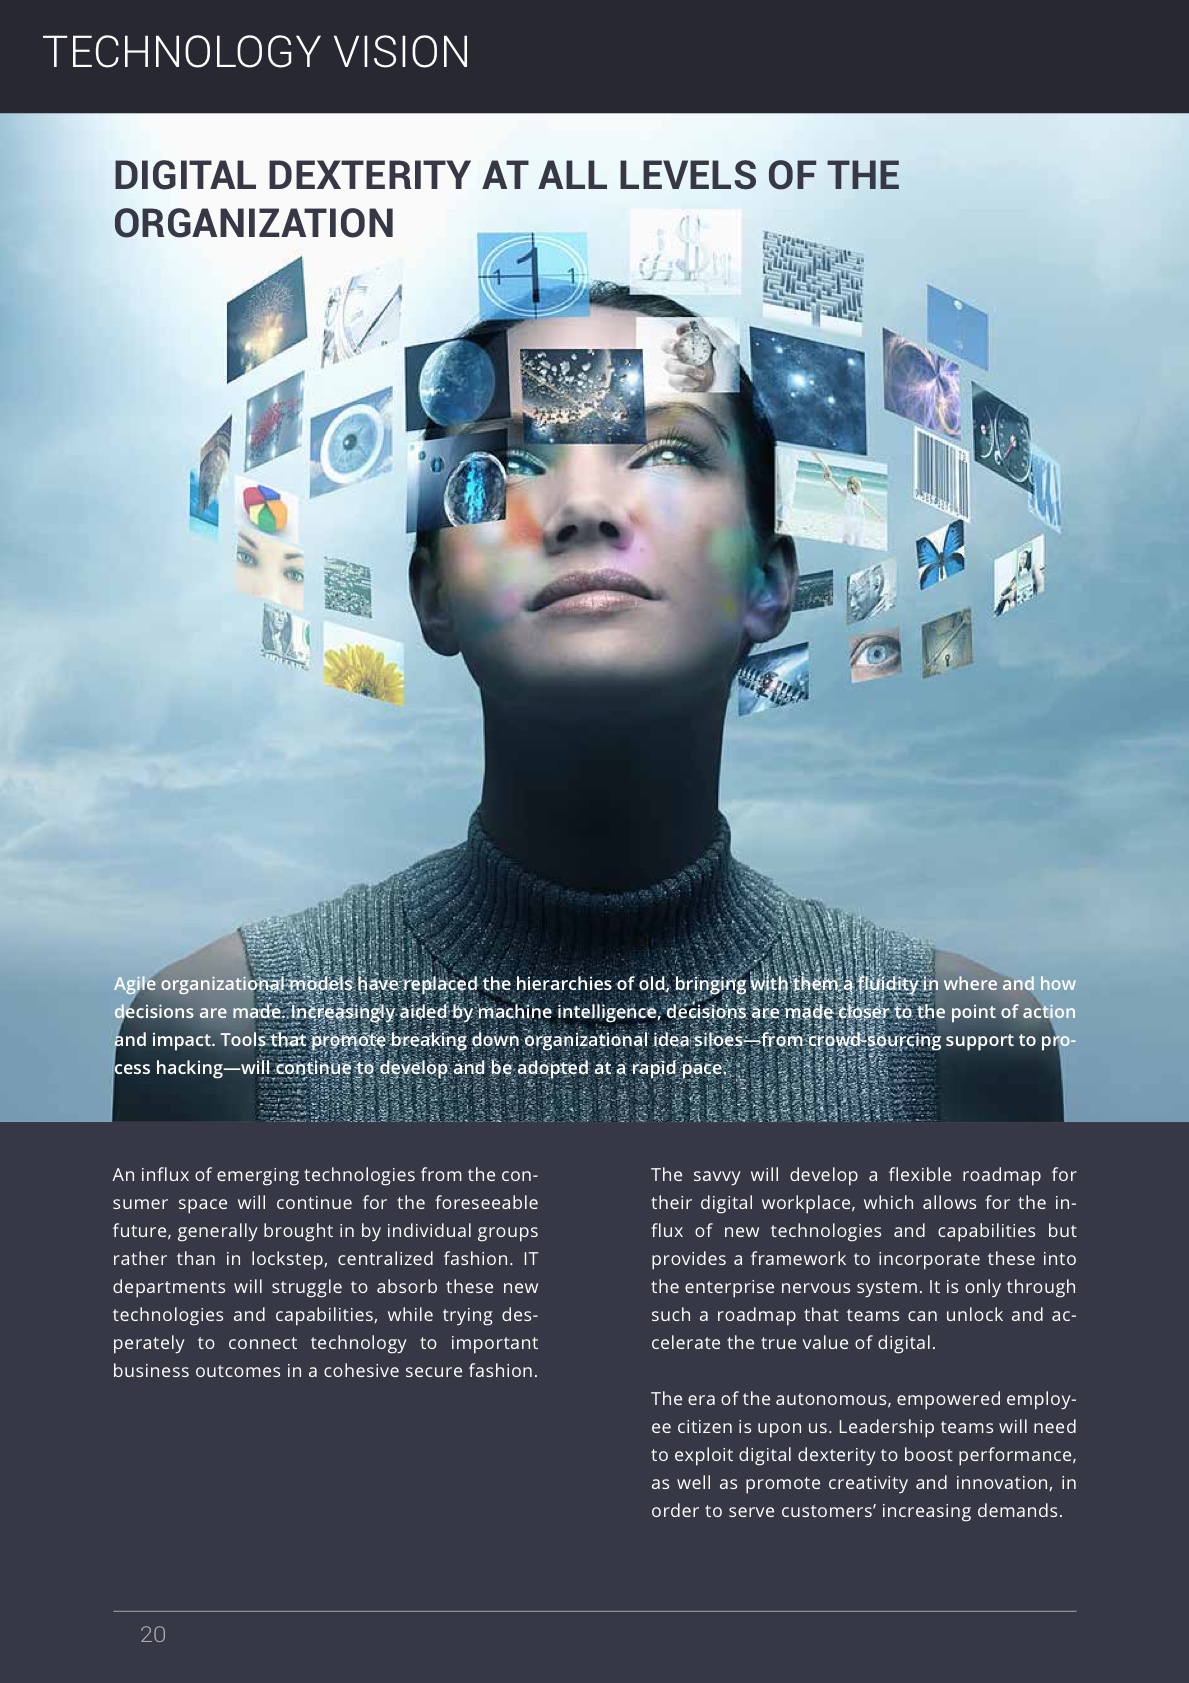 TECHNOLOGY VISION
DIGITAL DEXTERITY AT ALL LEVELS OF THE
ORGANIZATION
1
1
1
$
Agile organizational models have replaced the hierarchies of old, bringing with them a fluidity in where and how
decisions are made. Increasingly aided by machine intelligence, decisions are made closer to the point of action
and impact. Tools that promote breaking down organizational idea siloes—from crowd-sourcing support to pro-
cess hacking—will continue to develop and be adopted at a rapid pace.
An influx of emerging technologies from the con-
sumer space will continue for the foreseeable
future, generally brought in by individual groups
rather than in lockstep, centralized fashion. IT
departments will struggle to absorb these new
technologies and capabilities, while trying des-
perately to connect technology to important
business outcomes in a cohesive secure fashion.
The savvy will develop a flexible roadmap for
their digital workplace, which allows for the in-
flux of new technologies and capabilities but
provides a framework to incorporate these into
the enterprise nervous system. It is only through
such a roadmap that teams can unlock and ac-
celerate the true value of digital.
The era of the autonomous, empowered employ-
ee citizen is upon us. Leadership teams will need
to exploit digital dexterity to boost performance,
as well as promote creativity and innovation, in
order to serve customers’ increasing demands.
20